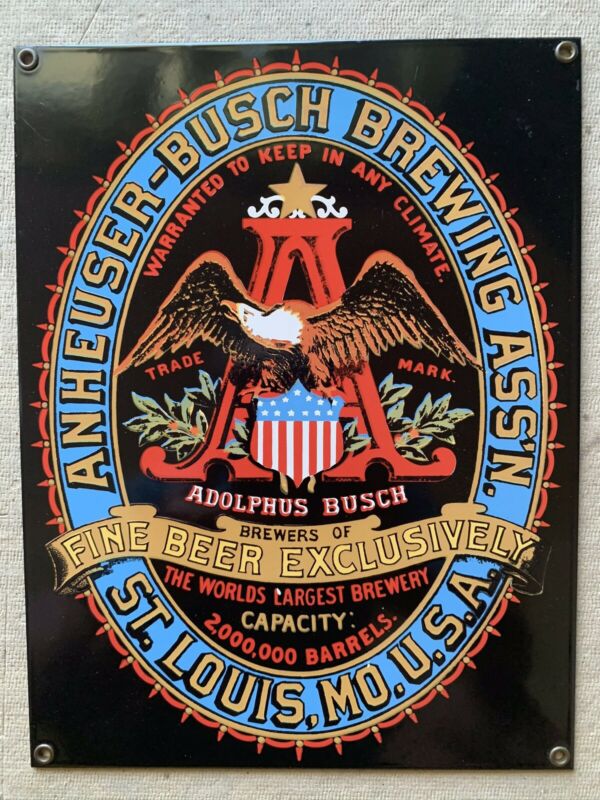 ANHEUSER-BUSCH BREWING ASS'N.
WARRANTED TO KEEP IN ANY CLIMATE.
A
TRADE MARK.
ADOLPHUS BUSCH
BREWERS OF
FINE BEER EXCLUSIVELY
THE WORLDS LARGEST BREWERY
CAPACITY:
2,000,000 BARRELS.
ST. LOUIS, MO. U.S.A.